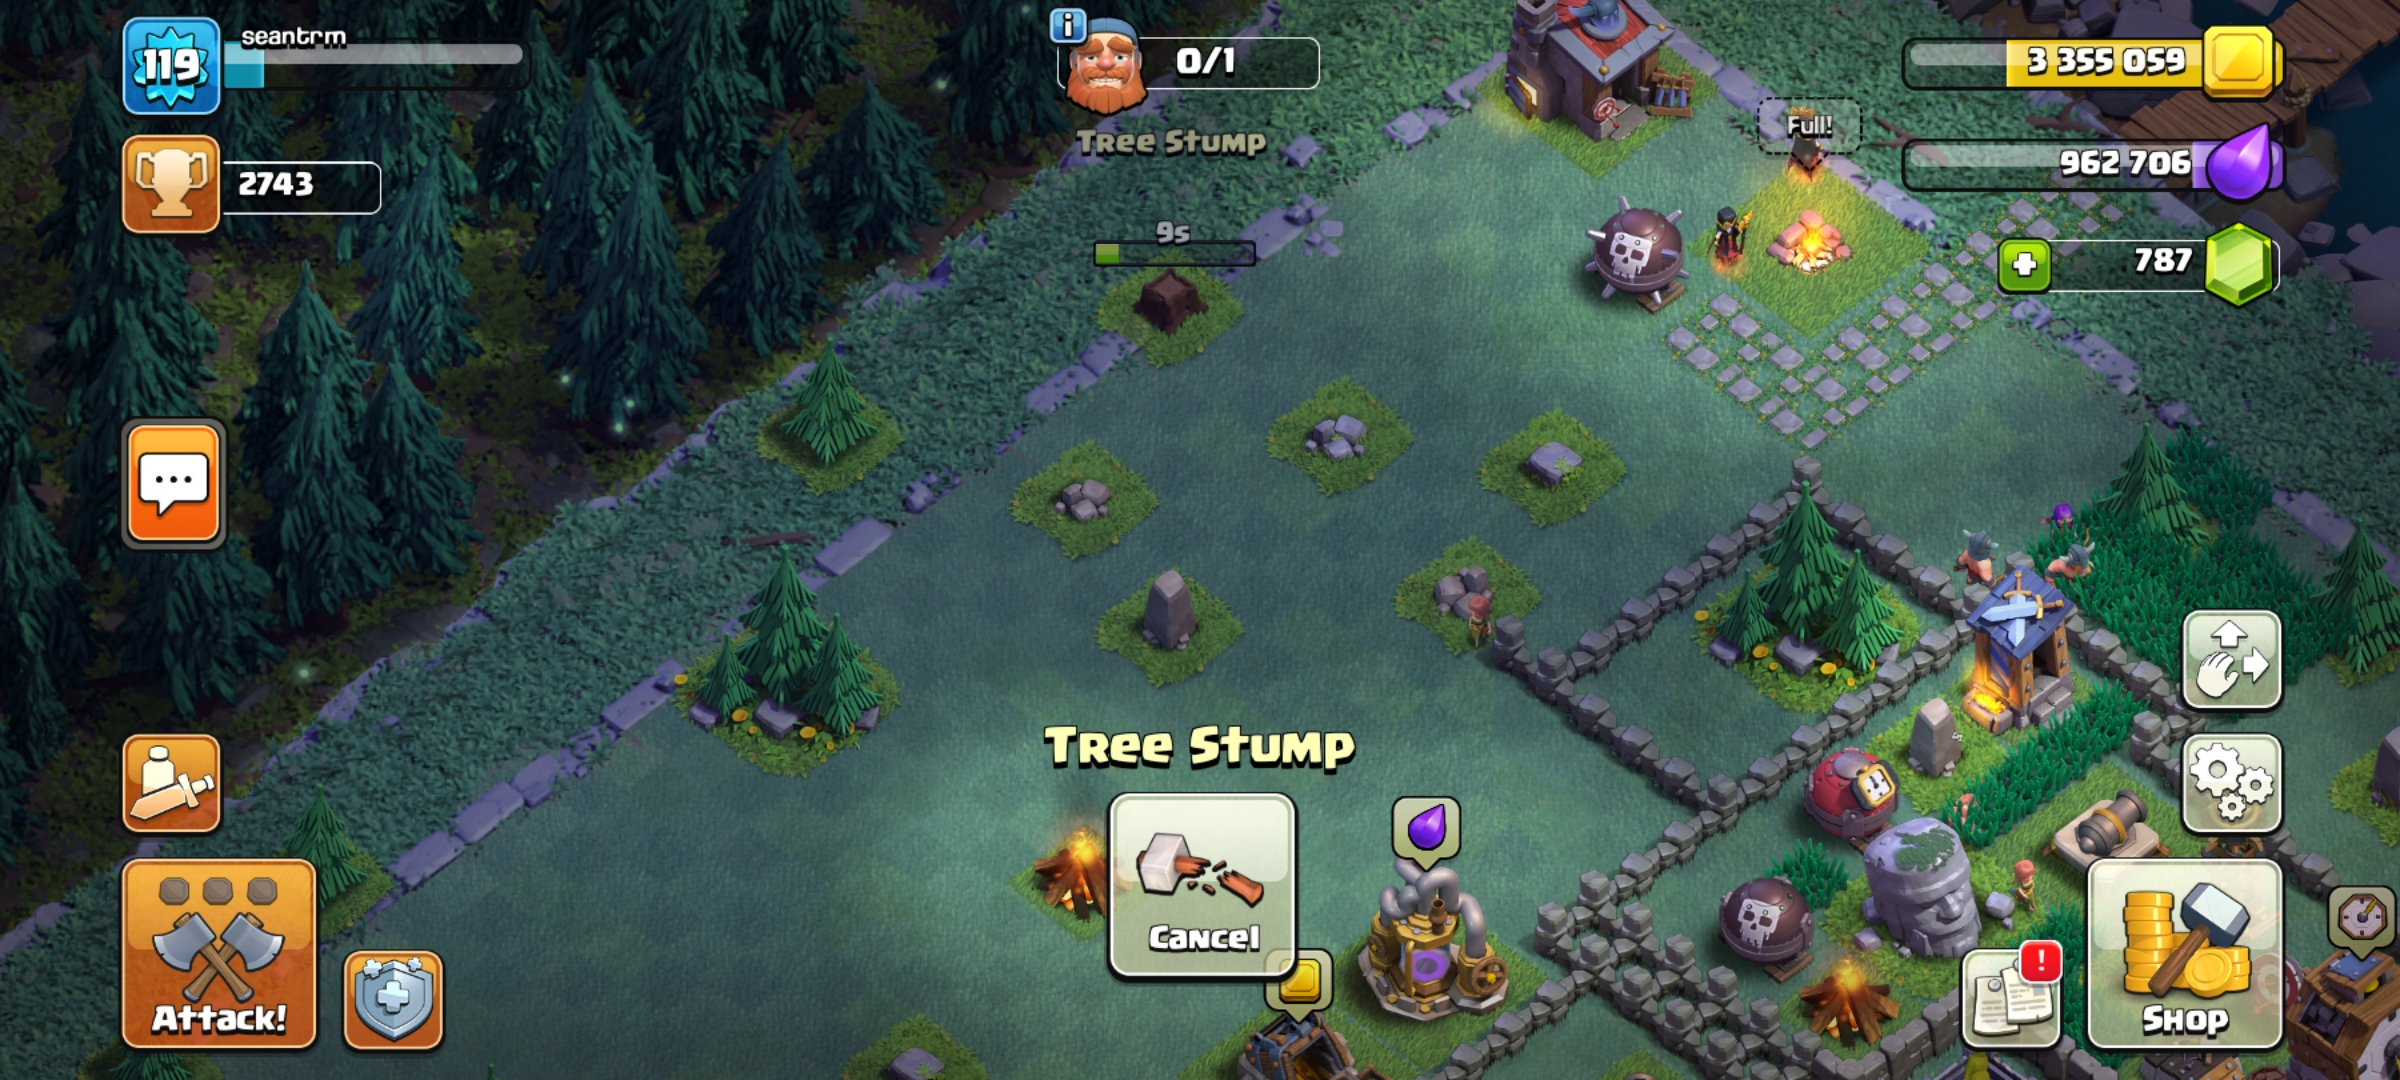 seantrm
119
0/1
3 355 059
Tree Stump
Full!
962 706
2743
9s
787
Tree Stump
Cancel
Attack!
!
Shop